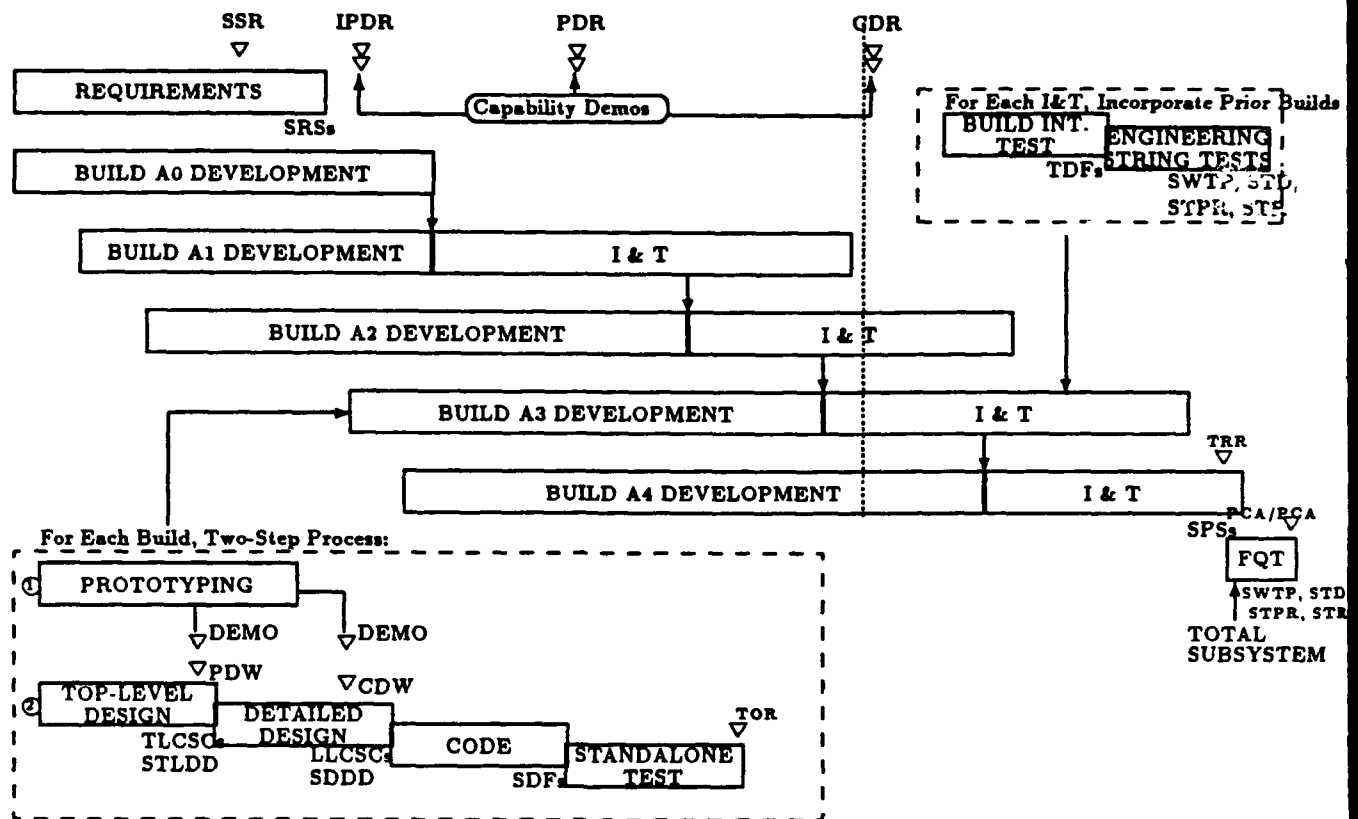 SSR IPDR PDR CDR
REQUIREMENTS
SRSs
Capability Demos
For Each I&T, Incorporate Prior Builds
BUILD INT.
TEST
ENGINEERING
STRING TESTS
TDFs
SWTP, STD,
STPR,
BUILD A0 DEVELOPMENT
BUILD A1 DEVELOPMENT I & T
BUILD A2 DEVELOPMENT I & T
BUILD A3 DEVELOPMENT I & T
TRR
BUILD A4 DEVELOPMENT I & T
SPSs
FQT
SWTP, STD
STPR, STR
TOTAL
SUBSYSTEM
For Each Build, Two-Step Process:
1 PROTOTYPING
DEMO DEMO
PDW
CDW
2 TOP-LEVEL
DESIGN
TLCSCs
STLDD
DETAILED
DESIGN
LLCSCs
SDDD
CODE
SDFs
TOR
STANDALONE
TEST